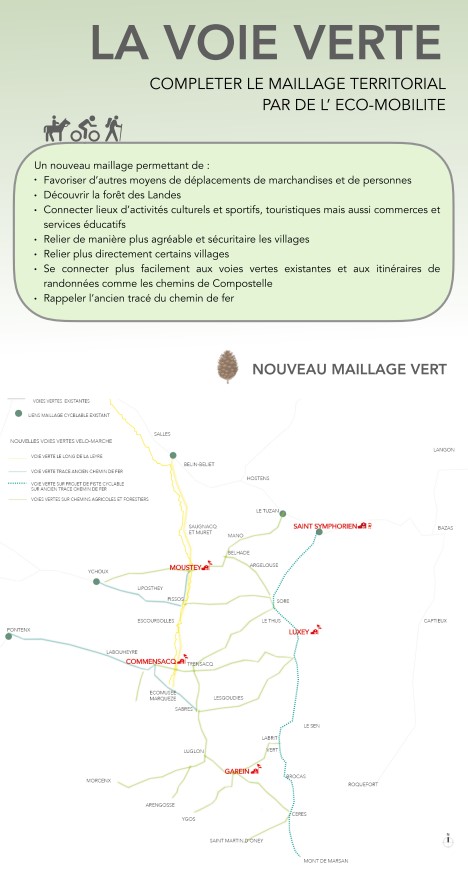 LA VOIE VERTE
COMPLETER LE MAILLAGE TERRITORIAL
PAR DE L' ECO-MOBILITE
Un nouveau maillage permettant de :
• Favoriser d'autres moyens de déplacements de marchandises et de personnes
• Découvrir la forêt des Landes
• Connecter lieux d'activités culturels et sportifs, touristiques mais aussi commerces et
services éducatifs
• Relier de manière plus agréable et sécuritaire les villages
• Relier plus directement certains villages
• Se connecter plus facilement aux voies vertes existantes et aux itinéraires de
randonnées comme les chemins de Compostelle
• Rappeler l'ancien tracé du chemin de fer
NOUVEAU MAILLAGE VERT
VOIES VERTES EXISTANTES
LIENS MAILLAGE CYCLABLE EXISTANT
NOUVELLES VOIES VERTES VELO-MARCHE
VOIE VERTE LE LONG DE LA LEYRE
VOIE VERTE TRACE ANCIEN CHEMIN DE FER
VOIE VERTE SUR PROJET DE PISTE CYCLABLE
SUR ANCIEN TRACE CHEMIN DE FER
VOIES VERTES SUR CHEMINS AGRICOLES ET FORESTIERS
SALLES
BELIN-BELIET
HOSTENS
LANGON
LE TUZAN
SAINT SYMPHORIEN
BAZAS
SAUGNACQ
ET MURET
MANO
BELHADE
ARGELOUSE
MOUSTEY
YCHOUX
LIPOSTHEY
PISSOS
SORE
ESCOURSOLLES
LE THUS
LUXEY
CAPTIEUX
PONTENX
LABOUHEYRE
COMMENSACQ
TRENSACQ
ECOMUSEE
MARQUEZE
SABRES
LESGOUDIES
LE SEN
LABRIT
VERT
LUGLON
GAREIN
BROCAS
ROQUEFORT
MORCENX
ARENGOSSE
YGOS
CERES
SAINT MARTIN D'ONEY
MONT DE MARSAN
i